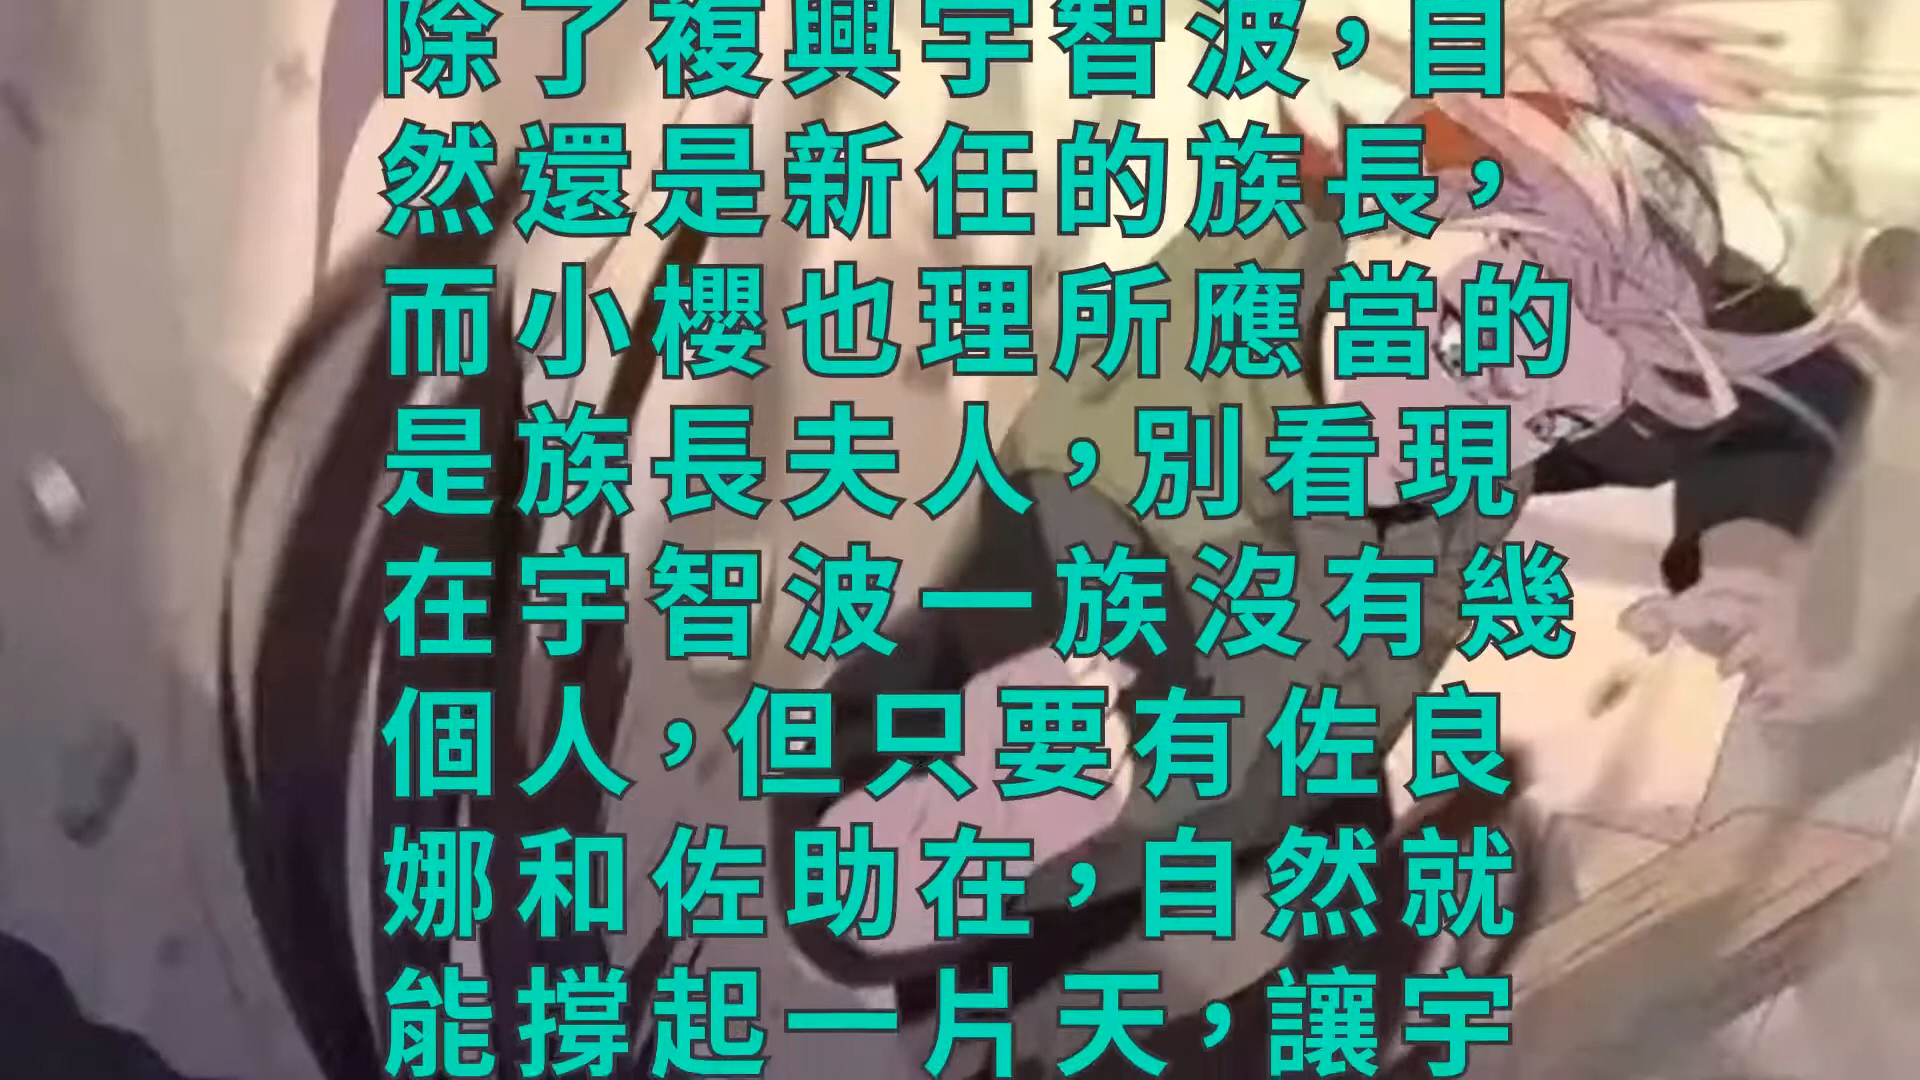 除了複興宇智波，自
然還是新任的族長，
而小櫻也理所應當的
是族長夫人，別看現
在宇智波一族沒有幾
個人，但只要有佐良
娜和佐助在，自然就
能撐起一片天，讓宇